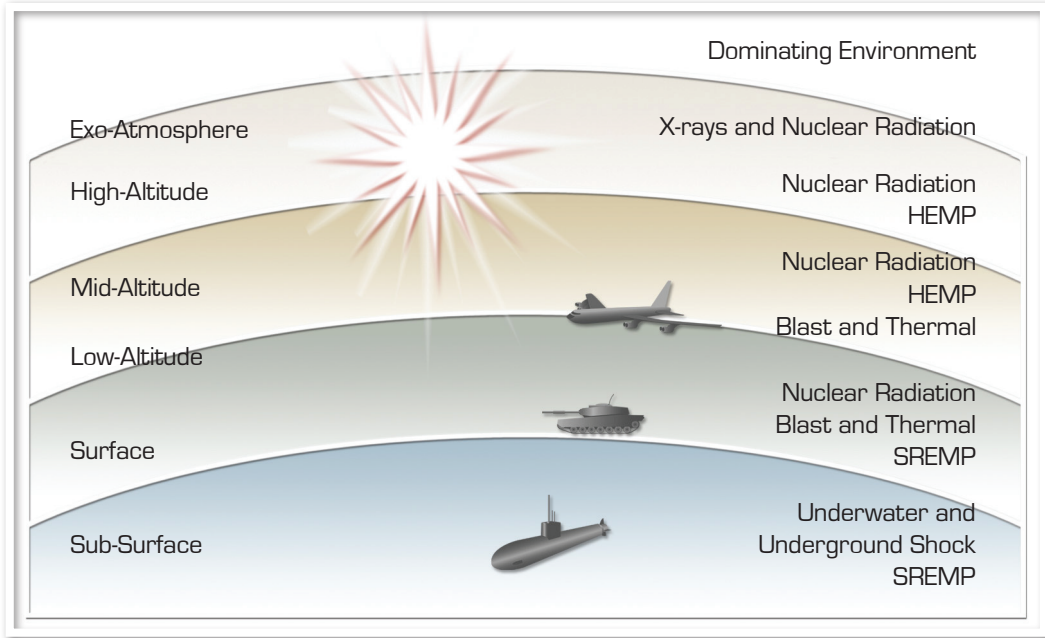 Dominating Environment
Exo-Atmosphere
X-rays and Nuclear Radiation
High-Altitude
Nuclear Radiation
HEMP
Mid-Altitude
Nuclear Radiation
HEMP
Blast and Thermal
Low-Altitude
Surface
Nuclear Radiation
Blast and Thermal
SREMP
Sub-Surface
Underwater and
Underground Shock
SREMP